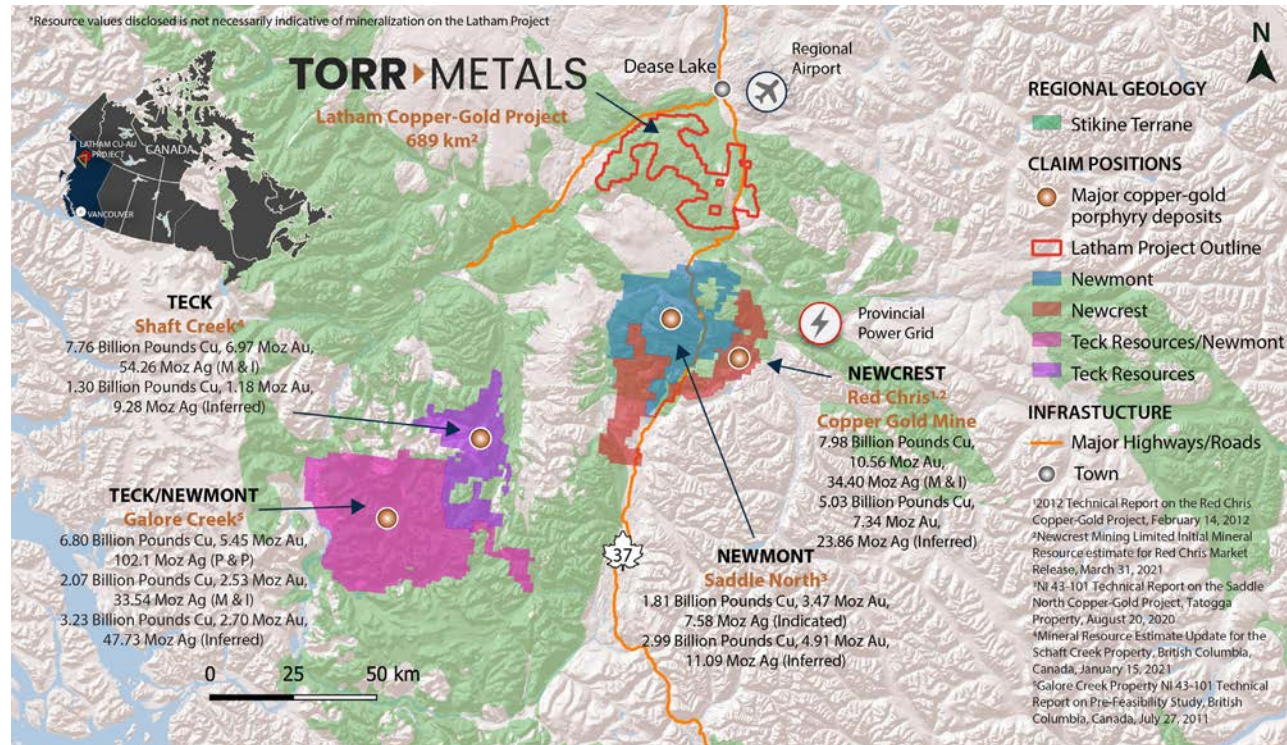 *Resource values disclosed is not necessarily indicative of mineralization on the Latham Project
TORR METALS
Latham Copper-Gold Project
689 km²
LATHAM CU-AU
PROJECT
CANADA
VANCOUVER
Dease Lake
Regional
Airport
N
TECK
Shaft Creek⁴
7.76 Billion Pounds Cu, 6.97 Moz Au,
54.26 Moz Ag (M & I)
1.30 Billion Pounds Cu, 1.18 Moz Au,
9.28 Moz Ag (Inferred)
TECK/NEWMONT
Galore Creek⁵
6.80 Billion Pounds Cu, 5.45 Moz Au,
102.1 Moz Ag (P & P)
2.07 Billion Pounds Cu, 2.53 Moz Au,
33.54 Moz Ag (M & I)
3.23 Billion Pounds Cu, 2.70 Moz Au,
47.73 Moz Ag (Inferred)
0 25 50 km
Provincial
Power Grid
NEWCREST
Red Chris¹,²
Copper Gold Mine
7.98 Billion Pounds Cu,
10.56 Moz Au,
34.40 Moz Ag (M & I)
5.03 Billion Pounds Cu,
7.34 Moz Au,
23.86 Moz Ag (Inferred)
37
NEWMONT
Saddle North³
1.81 Billion Pounds Cu, 3.47 Moz Au,
7.58 Moz Ag (Indicated)
2.99 Billion Pounds Cu, 4.91 Moz Au,
11.09 Moz Ag (Inferred)
REGIONAL GEOLOGY
Stikine Terrane
CLAIM POSITIONS
Major copper-gold
porphyry deposits
Latham Project Outline
Newmont
Newcrest
Teck Resources/Newmont
Teck Resources
INFRASTUCTURE
Major Highways/Roads
Town
¹2012 Technical Report on the Red Chris
Copper-Gold Project, February 14, 2012
²Newcrest Mining Limited Initial Mineral
Resource estimate for Red Chris Market
Release, March 31, 2021
³NI 43-101 Technical Report on the Saddle
North Copper-Gold Project, Tatogga
Property, August 20, 2020
⁴Mineral Resource Estimate Update for the
Schaft Creek Property, British Columbia,
Canada, January 15, 2021
⁵Galore Creek Property NI 43-101 Technical
Report on Pre-Feasibility Study, British
Columbia, Canada, July 27, 2011